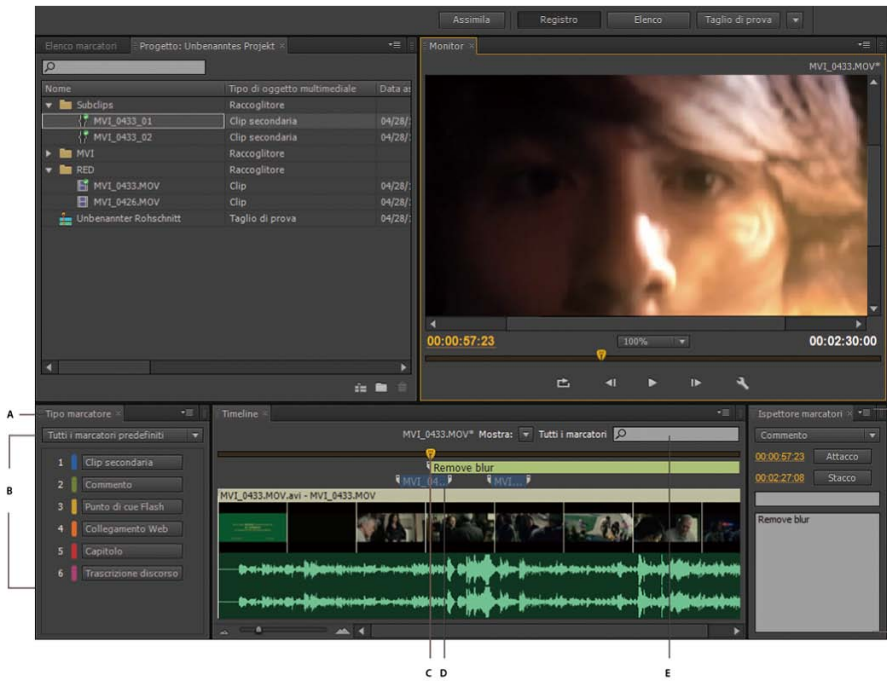 Assimila Registro Elenco Taglio di prova
Elenco marcatori Progetto: Unbenanntes Projekt
Nome Tipo di oggetto multimediale Data as
Subclips Raccoglitore
MVI_0433_01 Clip secondaria 04/28/
MVI_0433_02 Clip secondaria 04/28/
MVI Raccoglitore
RED Raccoglitore
MVI_0433.MOV Clip 04/28/
MVI_0426.MOV Clip 04/28/
Unbenannter Rohschnitt Taglio di prova 04/28/
Monitor
MVI_0433.MOV*
00:00:57:23 100% 00:02:30:00
A
B
Tipo marcatore
Tutti i marcatori predefiniti
1 Clip secondaria
2 Commento
3 Punto di cue Flash
4 Collegamento Web
5 Capitolo
6 Trascrizione discorso
Timeline
MVI_0433.MOV* Mostra: Tutti i marcatori
Remove blur
MVI_04... MVI...
MVI_0433.MOV.avi - MVI_0433.MOV
Ispettore marcatori
Commento
00:00:57:23 Attacco
00:02:27:08 Stacco
Remove blur
C D E